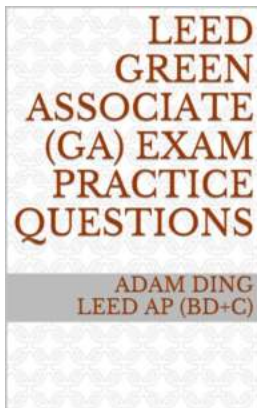 LEED
GREEN
ASSOCIATE
(GA) EXAM
PRACTICE
QUESTIONS
ADAM DING
LEED AP (BD+C)